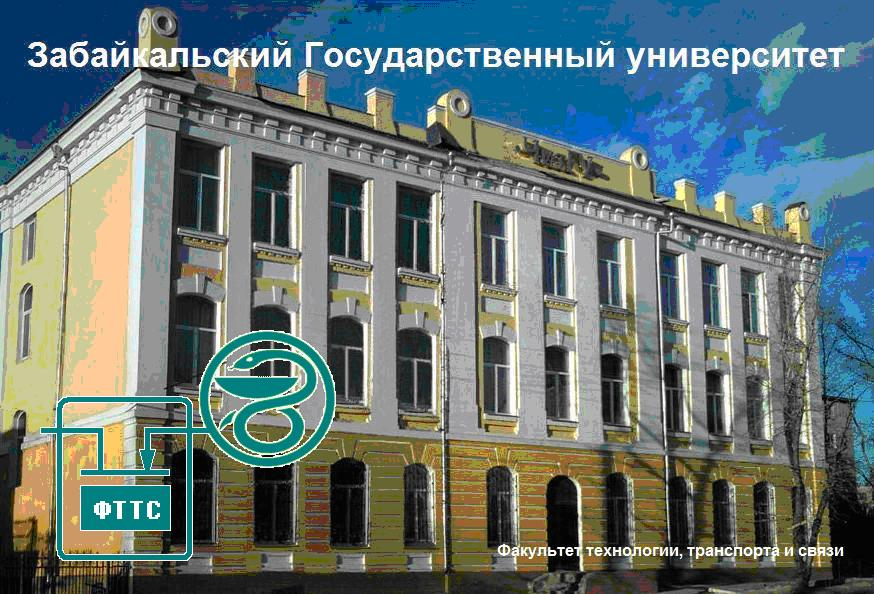 Забайкальский Государственный университет
ФТТС
Факультет технологии, транспорта и связи